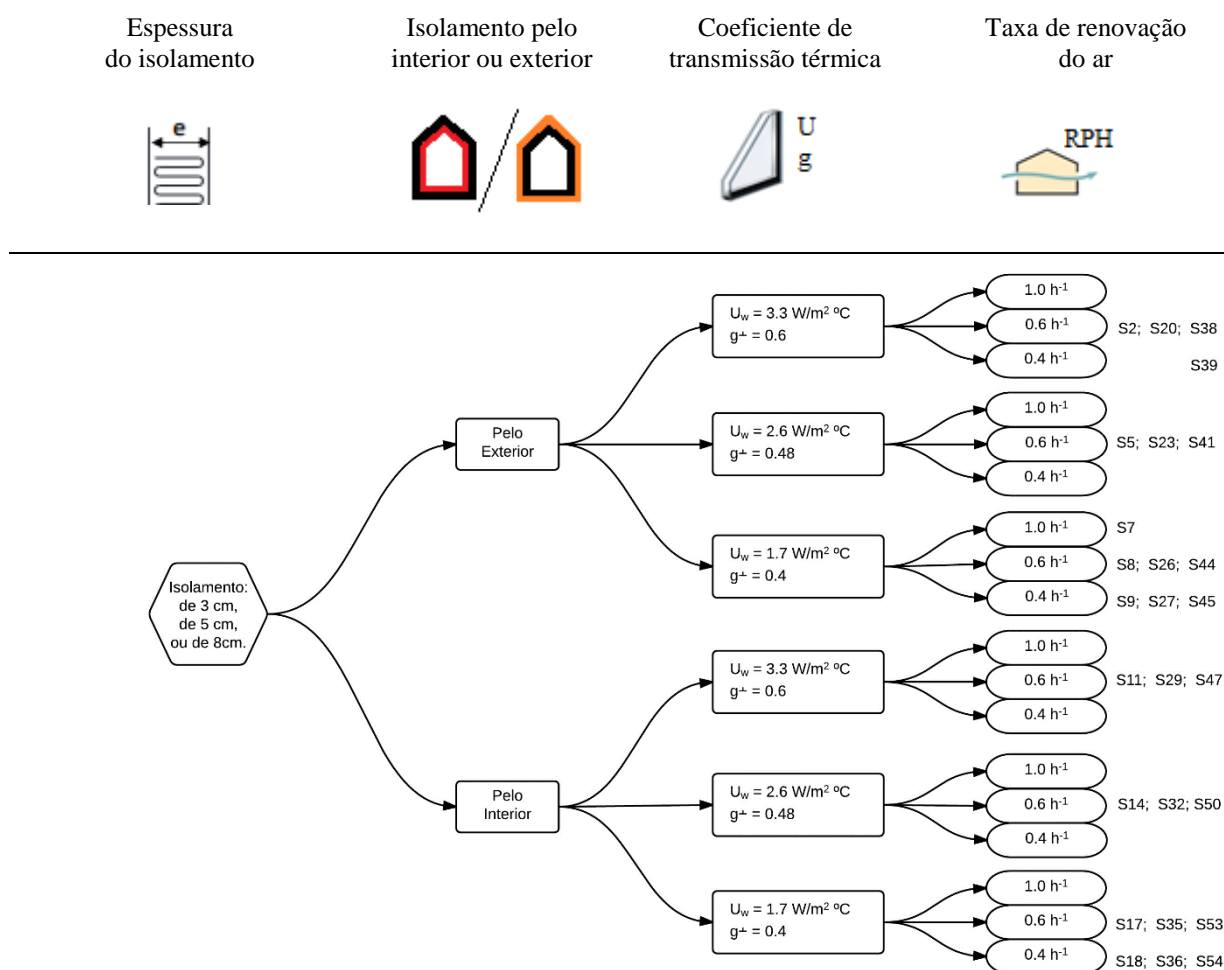 Espessura
do isolamento
Isolamento pelo
interior ou exterior
Coeficiente de
transmissão térmica
Taxa de renovação
do ar
e
U
g
RPH
Isolamento:
de 3 cm,
de 5 cm,
ou de 8cm.
Pelo
Exterior
U_w = 3.3 W/m² ºC
g┴ = 0.6
1.0 h⁻¹
0.6 h⁻¹ S2; S20; S38
0.4 h⁻¹ S39
U_w = 2.6 W/m² ºC
g┴ = 0.48
1.0 h⁻¹
0.6 h⁻¹ S5; S23; S41
0.4 h⁻¹
U_w = 1.7 W/m² ºC
g┴ = 0.4
1.0 h⁻¹ S7
0.6 h⁻¹ S8; S26; S44
0.4 h⁻¹ S9; S27; S45
Pelo
Interior
U_w = 3.3 W/m² ºC
g┴ = 0.6
1.0 h⁻¹
0.6 h⁻¹ S11; S29; S47
0.4 h⁻¹
U_w = 2.6 W/m² ºC
g┴ = 0.48
1.0 h⁻¹
0.6 h⁻¹ S14; S32; S50
0.4 h⁻¹
U_w = 1.7 W/m² ºC
g┴ = 0.4
1.0 h⁻¹
0.6 h⁻¹ S17; S35; S53
0.4 h⁻¹ S18; S36; S54